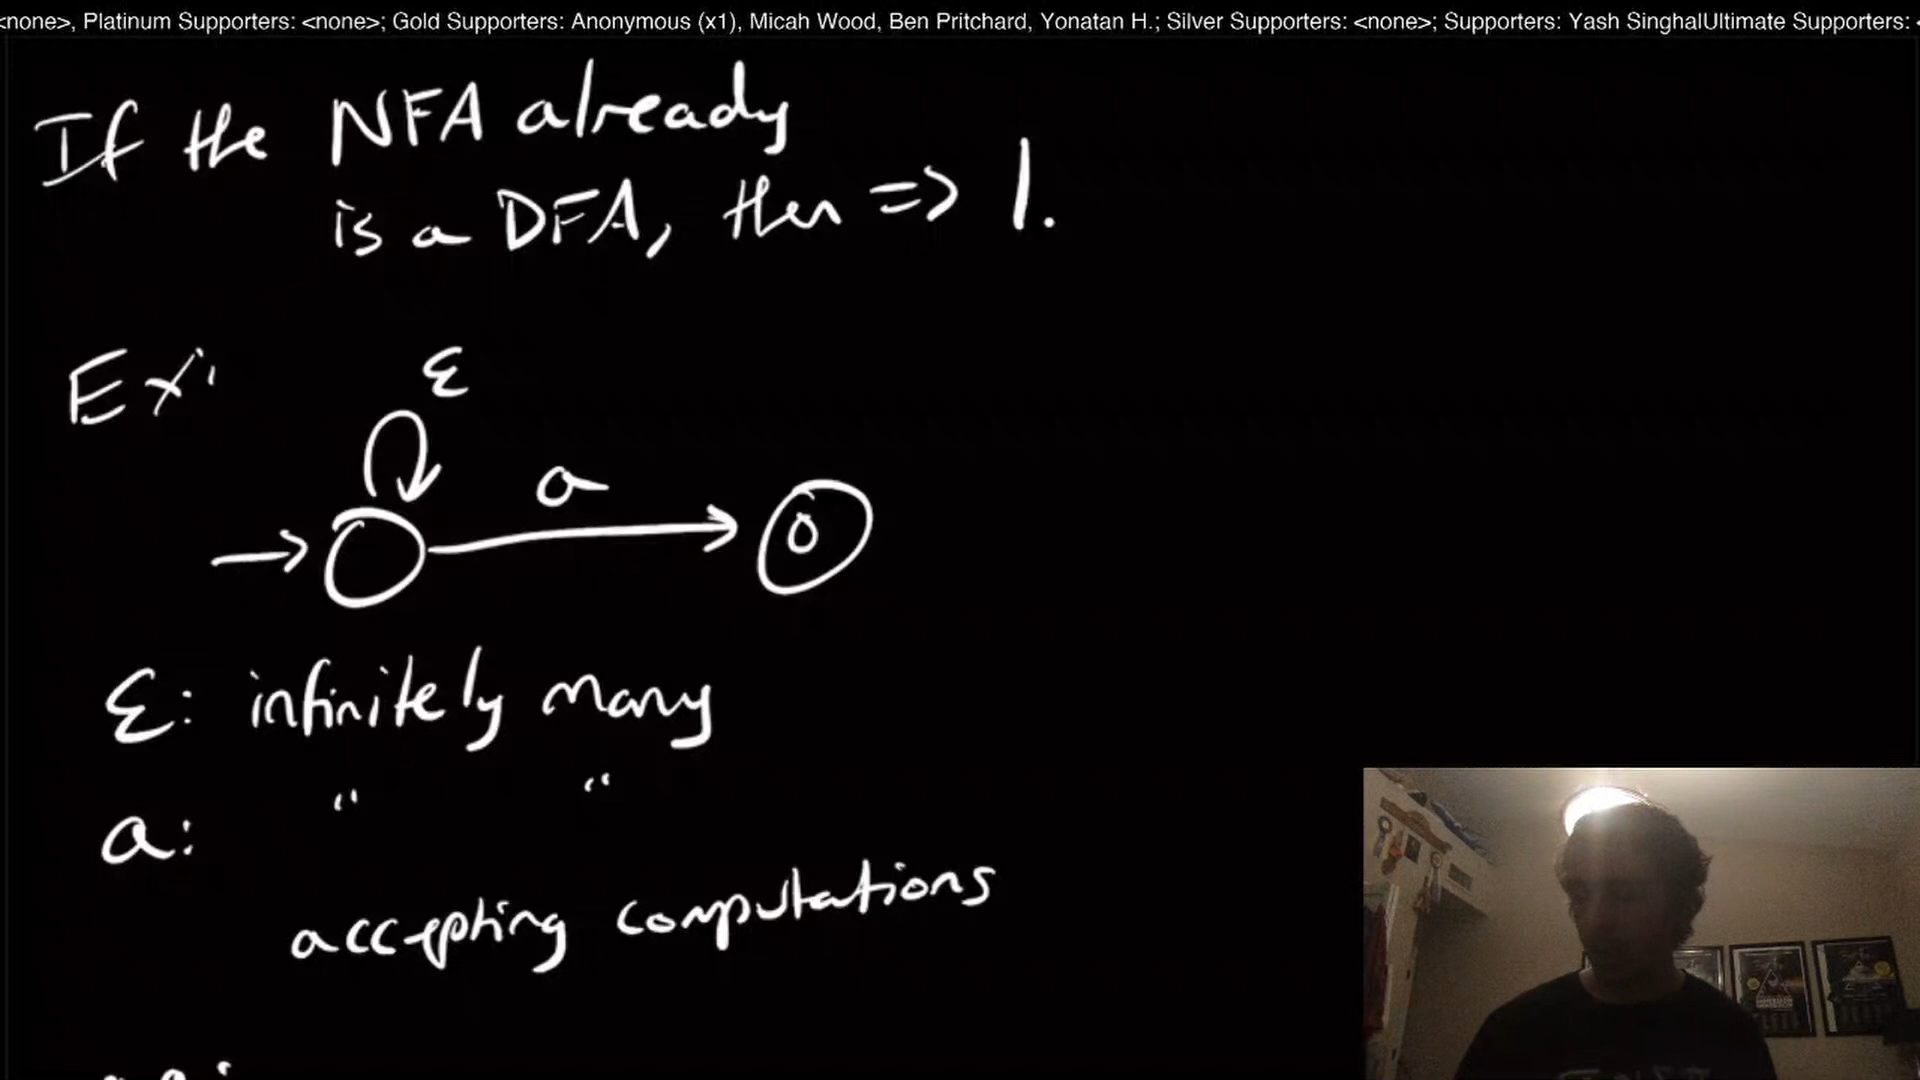 <none>, Platinum Supporters: <none>; Gold Supporters: Anonymous (x1), Micah Wood, Ben Pritchard, Yonatan H.; Silver Supporters: <none>; Supporters: Yash SinghalUltimate Supporters: <
If the NFA already
is a DFA, then => 1.
Ex:
ε
a
ε: infinitely many
a: " "
accepting computations